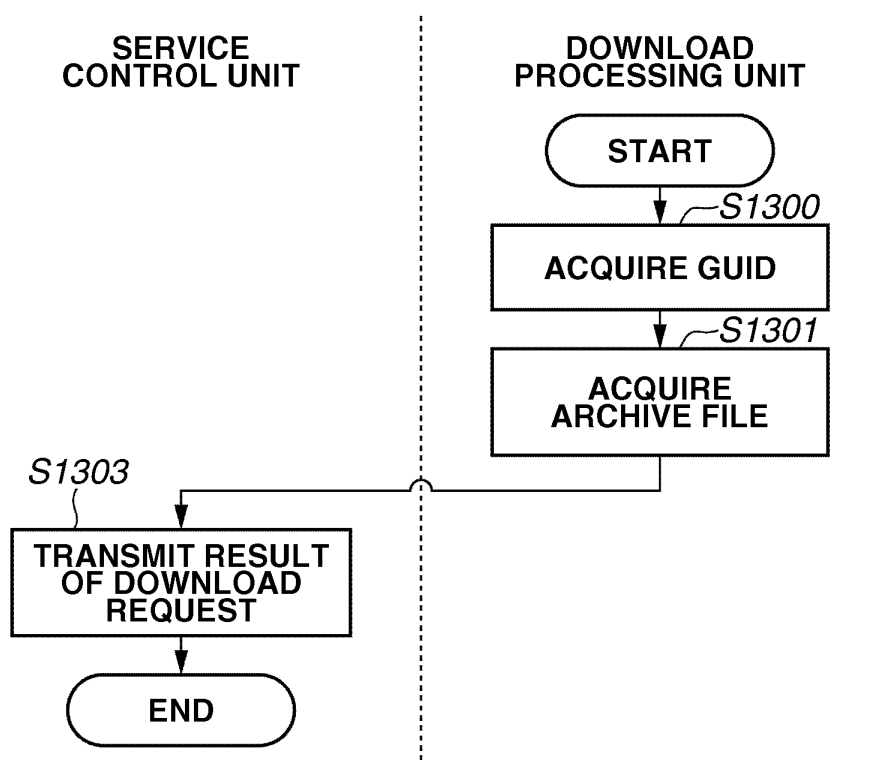 SERVICE
CONTROL UNIT
DOWNLOAD
PROCESSING UNIT
START
S1300
ACQUIRE GUID
S1301
ACQUIRE
ARCHIVE FILE
S1303
TRANSMIT RESULT
OF DOWNLOAD
REQUEST
END